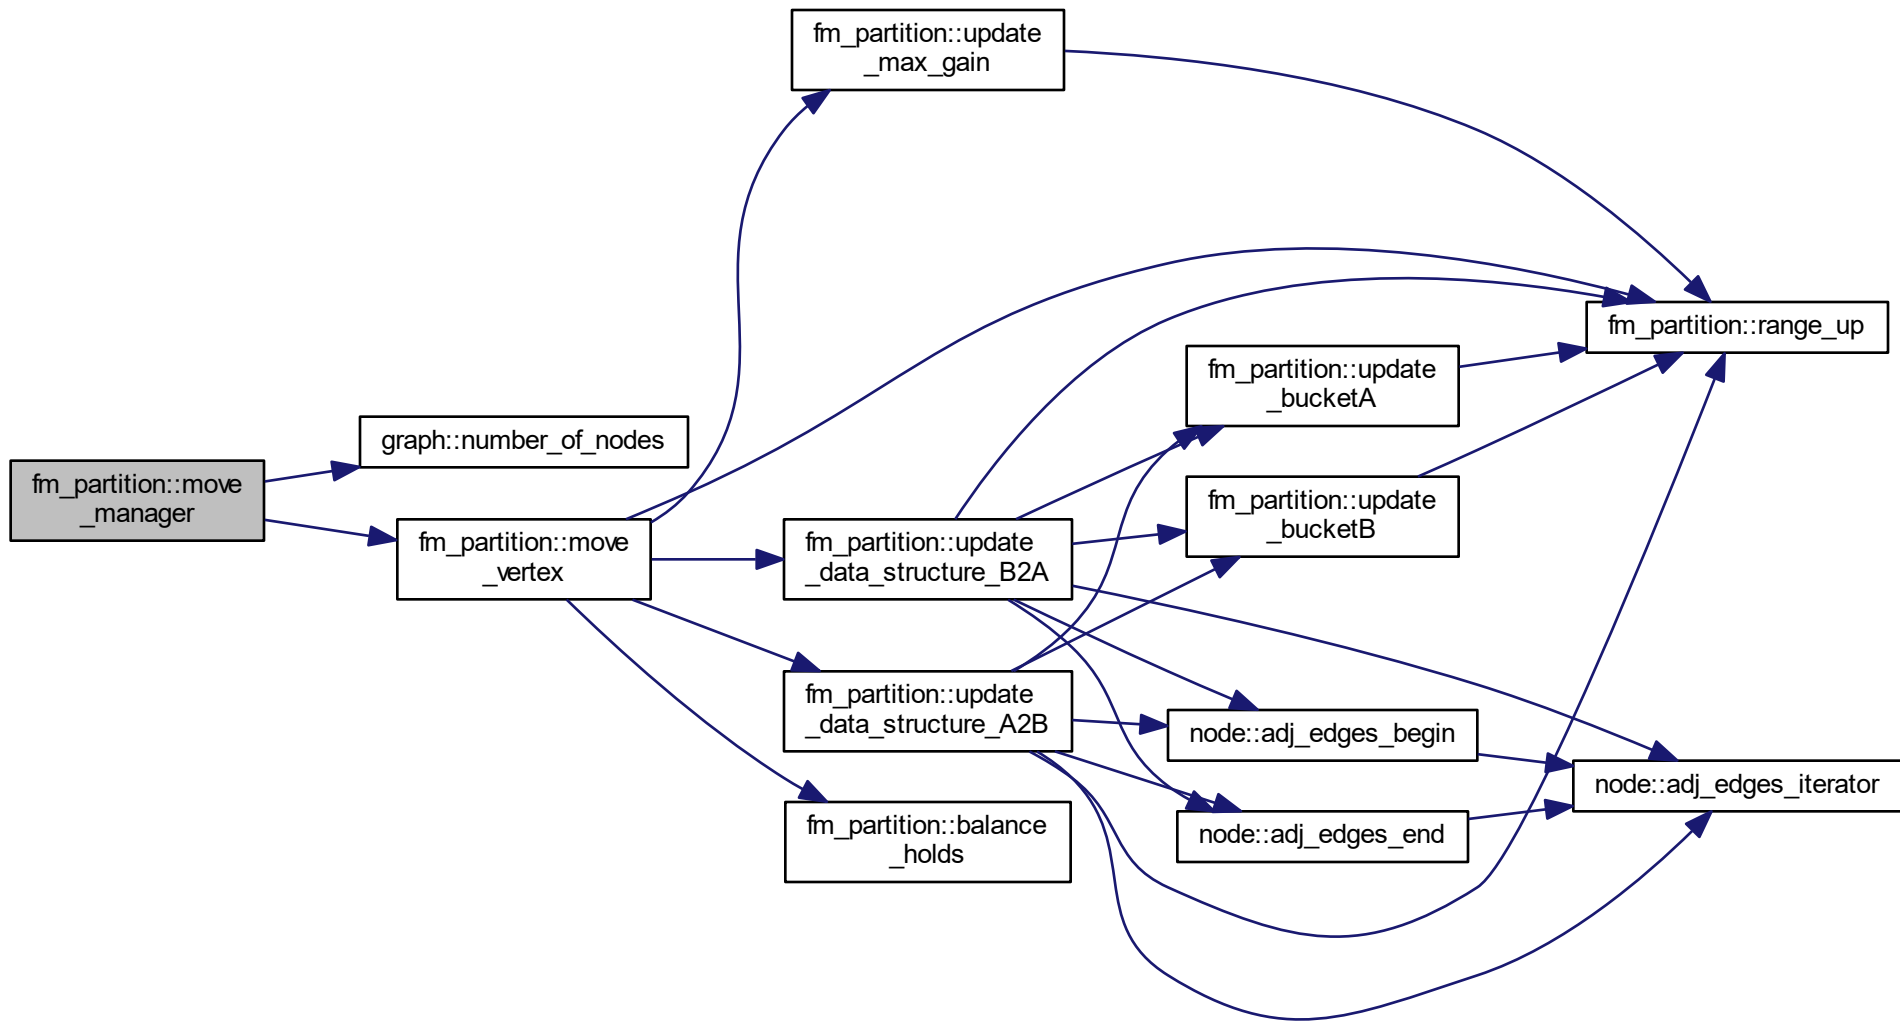 fm_partition::update
_max_gain
fm_partition::range_up
fm_partition::update
_bucketA
graph::number_of_nodes
fm_partition::move
_manager
fm_partition::update
_bucketB
fm_partition::move
_vertex
fm_partition::update
_data_structure_B2A
fm_partition::update
_data_structure_A2B
node::adj_edges_begin
node::adj_edges_iterator
fm_partition::balance
_holds
node::adj_edges_end